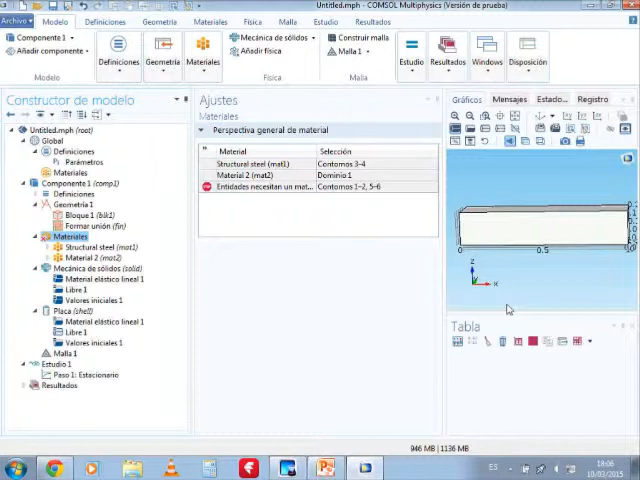 Untitled.mph - COMSOL Multiphysics (Versión de prueba)
Archivo Modelo Definiciones Geometría Materiales Física Malla Estudio Resultados
Componente 1
Añadir componente
Modelo
Definiciones
Geometría
Materiales
Mecánica de sólidos
Añadir física
Física
Construir malla
Malla 1
Malla
Estudio
Resultados
Windows
Disposición
Constructor de modelo
Untitled.mph (root)
Global
Definiciones
Parámetros
Materiales
Componente 1 (comp1)
Definiciones
Geometría 1
Bloque 1 (blk1)
Formar unión (fin)
Materiales
Structural steel (mat1)
Material 2 (mat2)
Mecánica de sólidos (solid)
Material elástico lineal 1
Libre 1
Valores iniciales 1
Placa (shell)
Material elástico lineal 1
Libre 1
Valores iniciales 1
Malla 1
Estudio 1
Paso 1: Estacionario
Resultados
Ajustes
Materiales
Perspectiva general de material
Material Selección
Structural steel (mat1) Contornos 3-4
Material 2 (mat2) Dominio 1
Entidades necesitan un mat... Contornos 1-2, 5-6
Gráficos Mensajes Estado... Registro
0 0.5
z
y x
Tabla
946 MB | 1136 MB
ES
18:06
10/03/2015